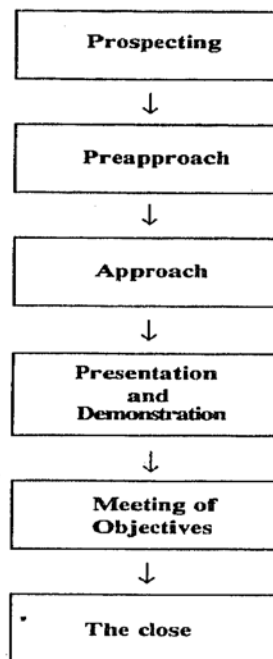 Prospecting
↓
Preapproach
↓
Approach
↓
Presentation
and
Demonstration
↓
Meeting of
Objectives
↓
The close